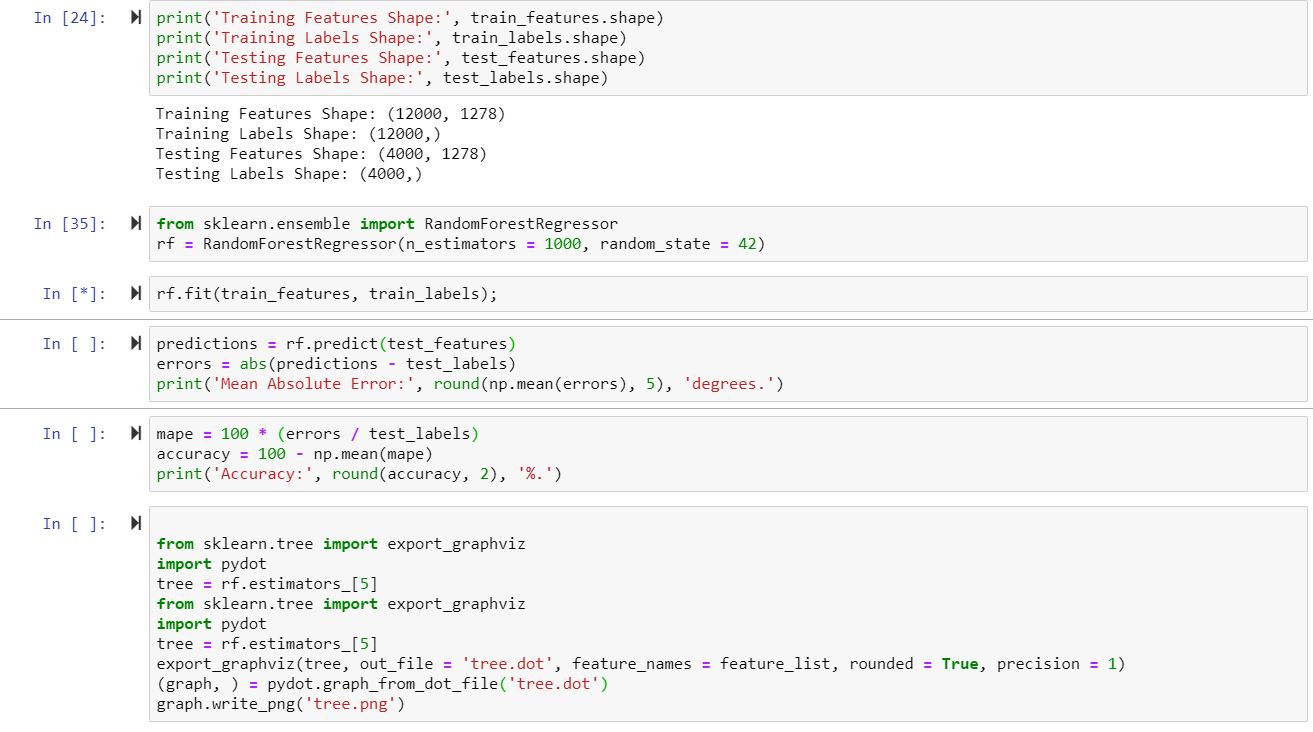 In [24]:
print('Training Features Shape:', train_features.shape)
print('Training Labels Shape:', train_labels.shape)
print('Testing Features Shape:', test_features.shape)
print('Testing Labels Shape:', test_labels.shape)
Training Features Shape: (12000, 1278)
Training Labels Shape: (12000,)
Testing Features Shape: (4000, 1278)
Testing Labels Shape: (4000,)
In [35]:
from sklearn.ensemble import RandomForestRegressor
rf = RandomForestRegressor(n_estimators = 1000, random_state = 42)
In [*]:
rf.fit(train_features, train_labels);
In [ ]:
predictions = rf.predict(test_features)
errors = abs(predictions - test_labels)
print('Mean Absolute Error:', round(np.mean(errors), 5), 'degrees.')
In [ ]:
mape = 100 * (errors / test_labels)
accuracy = 100 - np.mean(mape)
print('Accuracy:', round(accuracy, 2), '%.')
In [ ]:
from sklearn.tree import export_graphviz
import pydot
tree = rf.estimators_[5]
from sklearn.tree import export_graphviz
import pydot
tree = rf.estimators_[5]
export_graphviz(tree, out_file = 'tree.dot', feature_names = feature_list, rounded = True, precision = 1)
(graph, ) = pydot.graph_from_dot_file('tree.dot')
graph.write_png('tree.png')